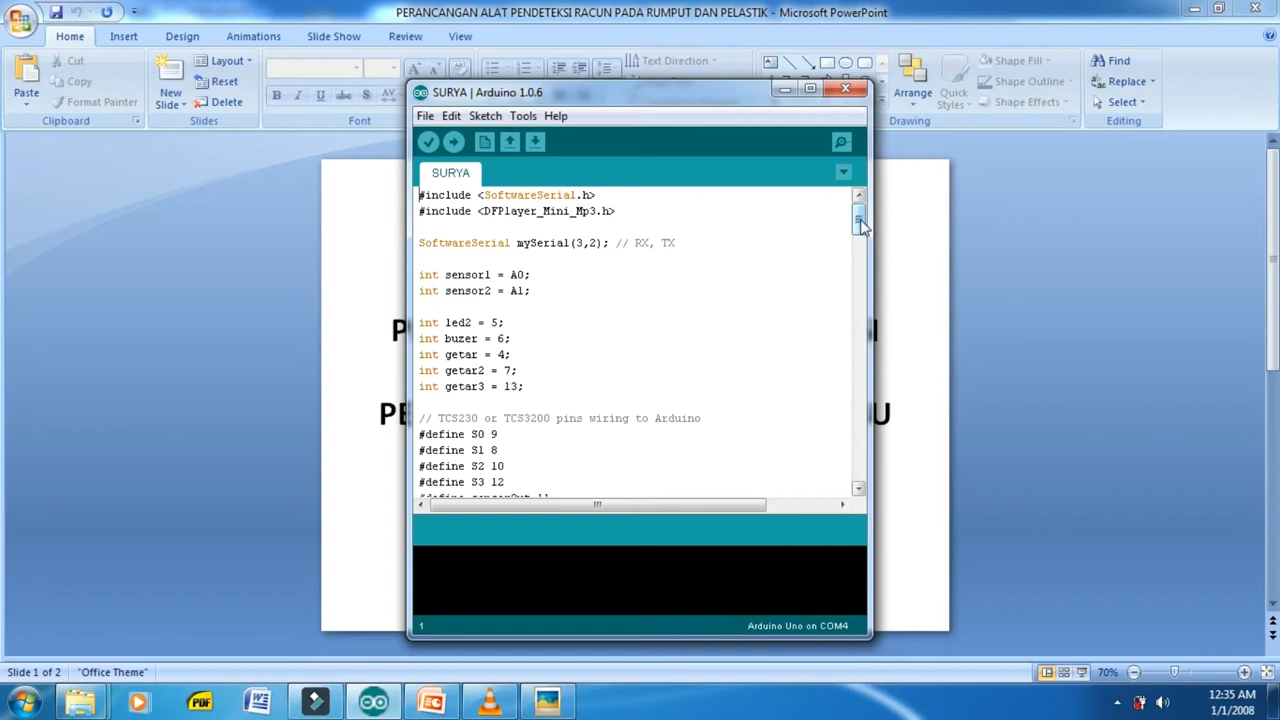 PERANCANGAN ALAT PENDETEKSI RACUN PADA RUMPUT DAN PELASTIK - Microsoft PowerPoint
Home Insert Design Animations Slide Show Review View
Cut
Copy
Format Painter
Paste
Clipboard
New Slide
Layout
Reset
Delete
Slides
B I U abc S AV
Font
Text Direction
Arrange
Quick Styles
Shape Fill
Shape Outline
Shape Effects
Drawing
Find
Replace
Select
Editing
SURYA | Arduino 1.0.6
File Edit Sketch Tools Help
SURYA
#include <SoftwareSerial.h>
#include <DFPlayer_Mini_Mp3.h>
SoftwareSerial mySerial(3,2); // RX, TX
int sensor1 = A0;
int sensor2 = A1;
int led2 = 5;
int buzer = 6;
int getar = 4;
int getar2 = 7;
int getar3 = 13;
// TCS230 or TCS3200 pins wiring to Arduino
#define S0 9
#define S1 8
#define S2 10
#define S3 12
#define sensorOut 11
1
Arduino Uno on COM4
Slide 1 of 2
"Office Theme"
70%
PDF
12:35 AM
1/1/2008